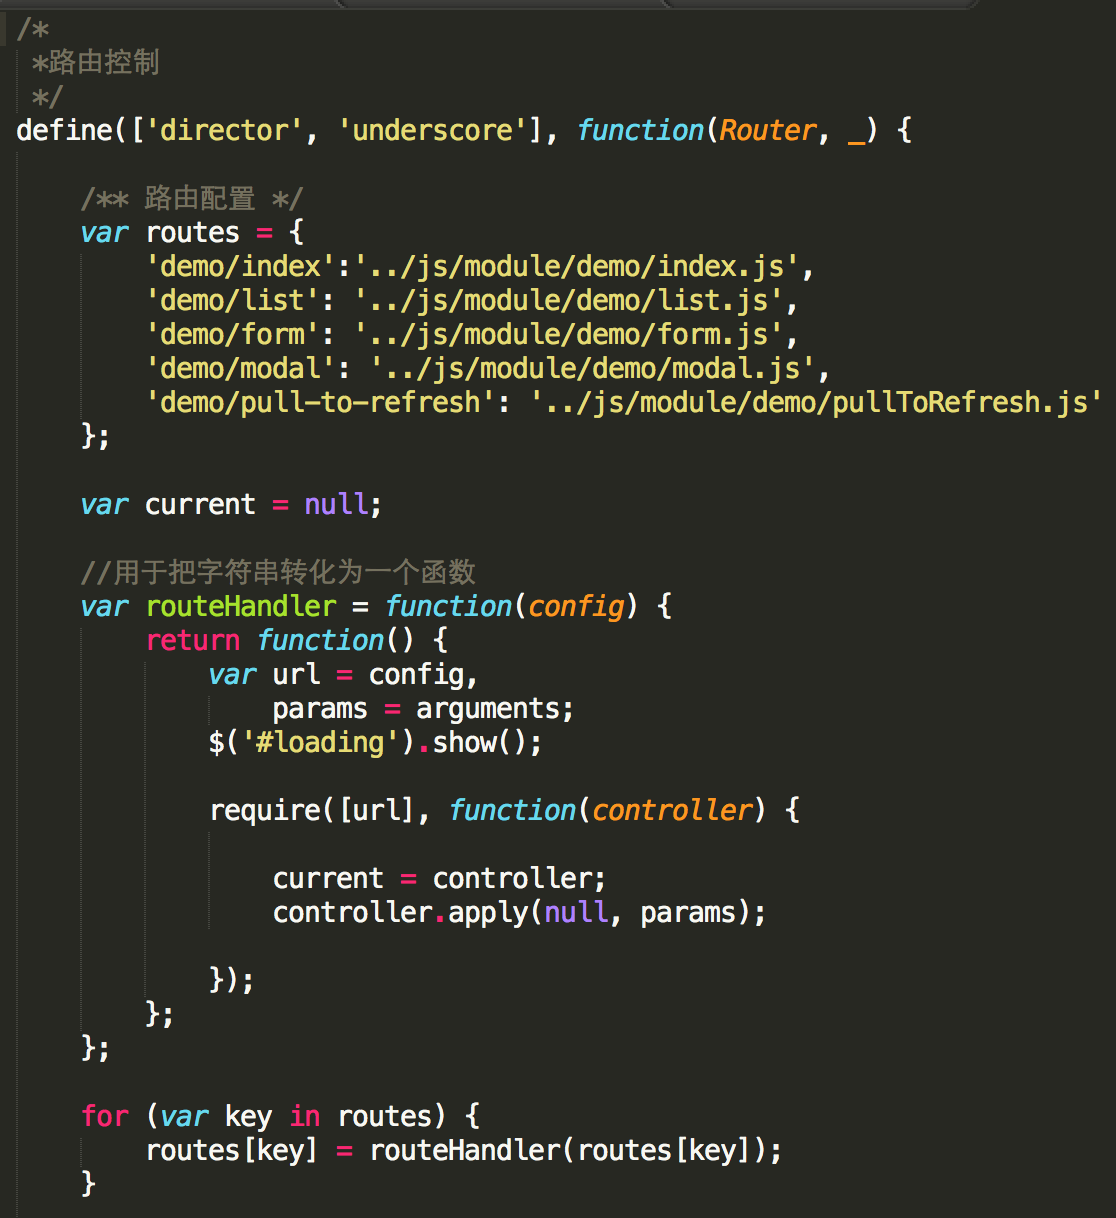 /*
*路由控制
*/
define(['director', 'underscore'], function(Router, _) {
/** 路由配置 */
var routes = {
'demo/index':'../js/module/demo/index.js',
'demo/list': '../js/module/demo/list.js',
'demo/form': '../js/module/demo/form.js',
'demo/modal': '../js/module/demo/modal.js',
'demo/pull-to-refresh': '../js/module/demo/pullToRefresh.js'
};
var current = null;
//用于把字符串转化为一个函数
var routeHandler = function(config) {
return function() {
var url = config,
params = arguments;
$('#loading').show();
require([url], function(controller) {
current = controller;
controller.apply(null, params);
});
};
};
for (var key in routes) {
routes[key] = routeHandler(routes[key]);
}